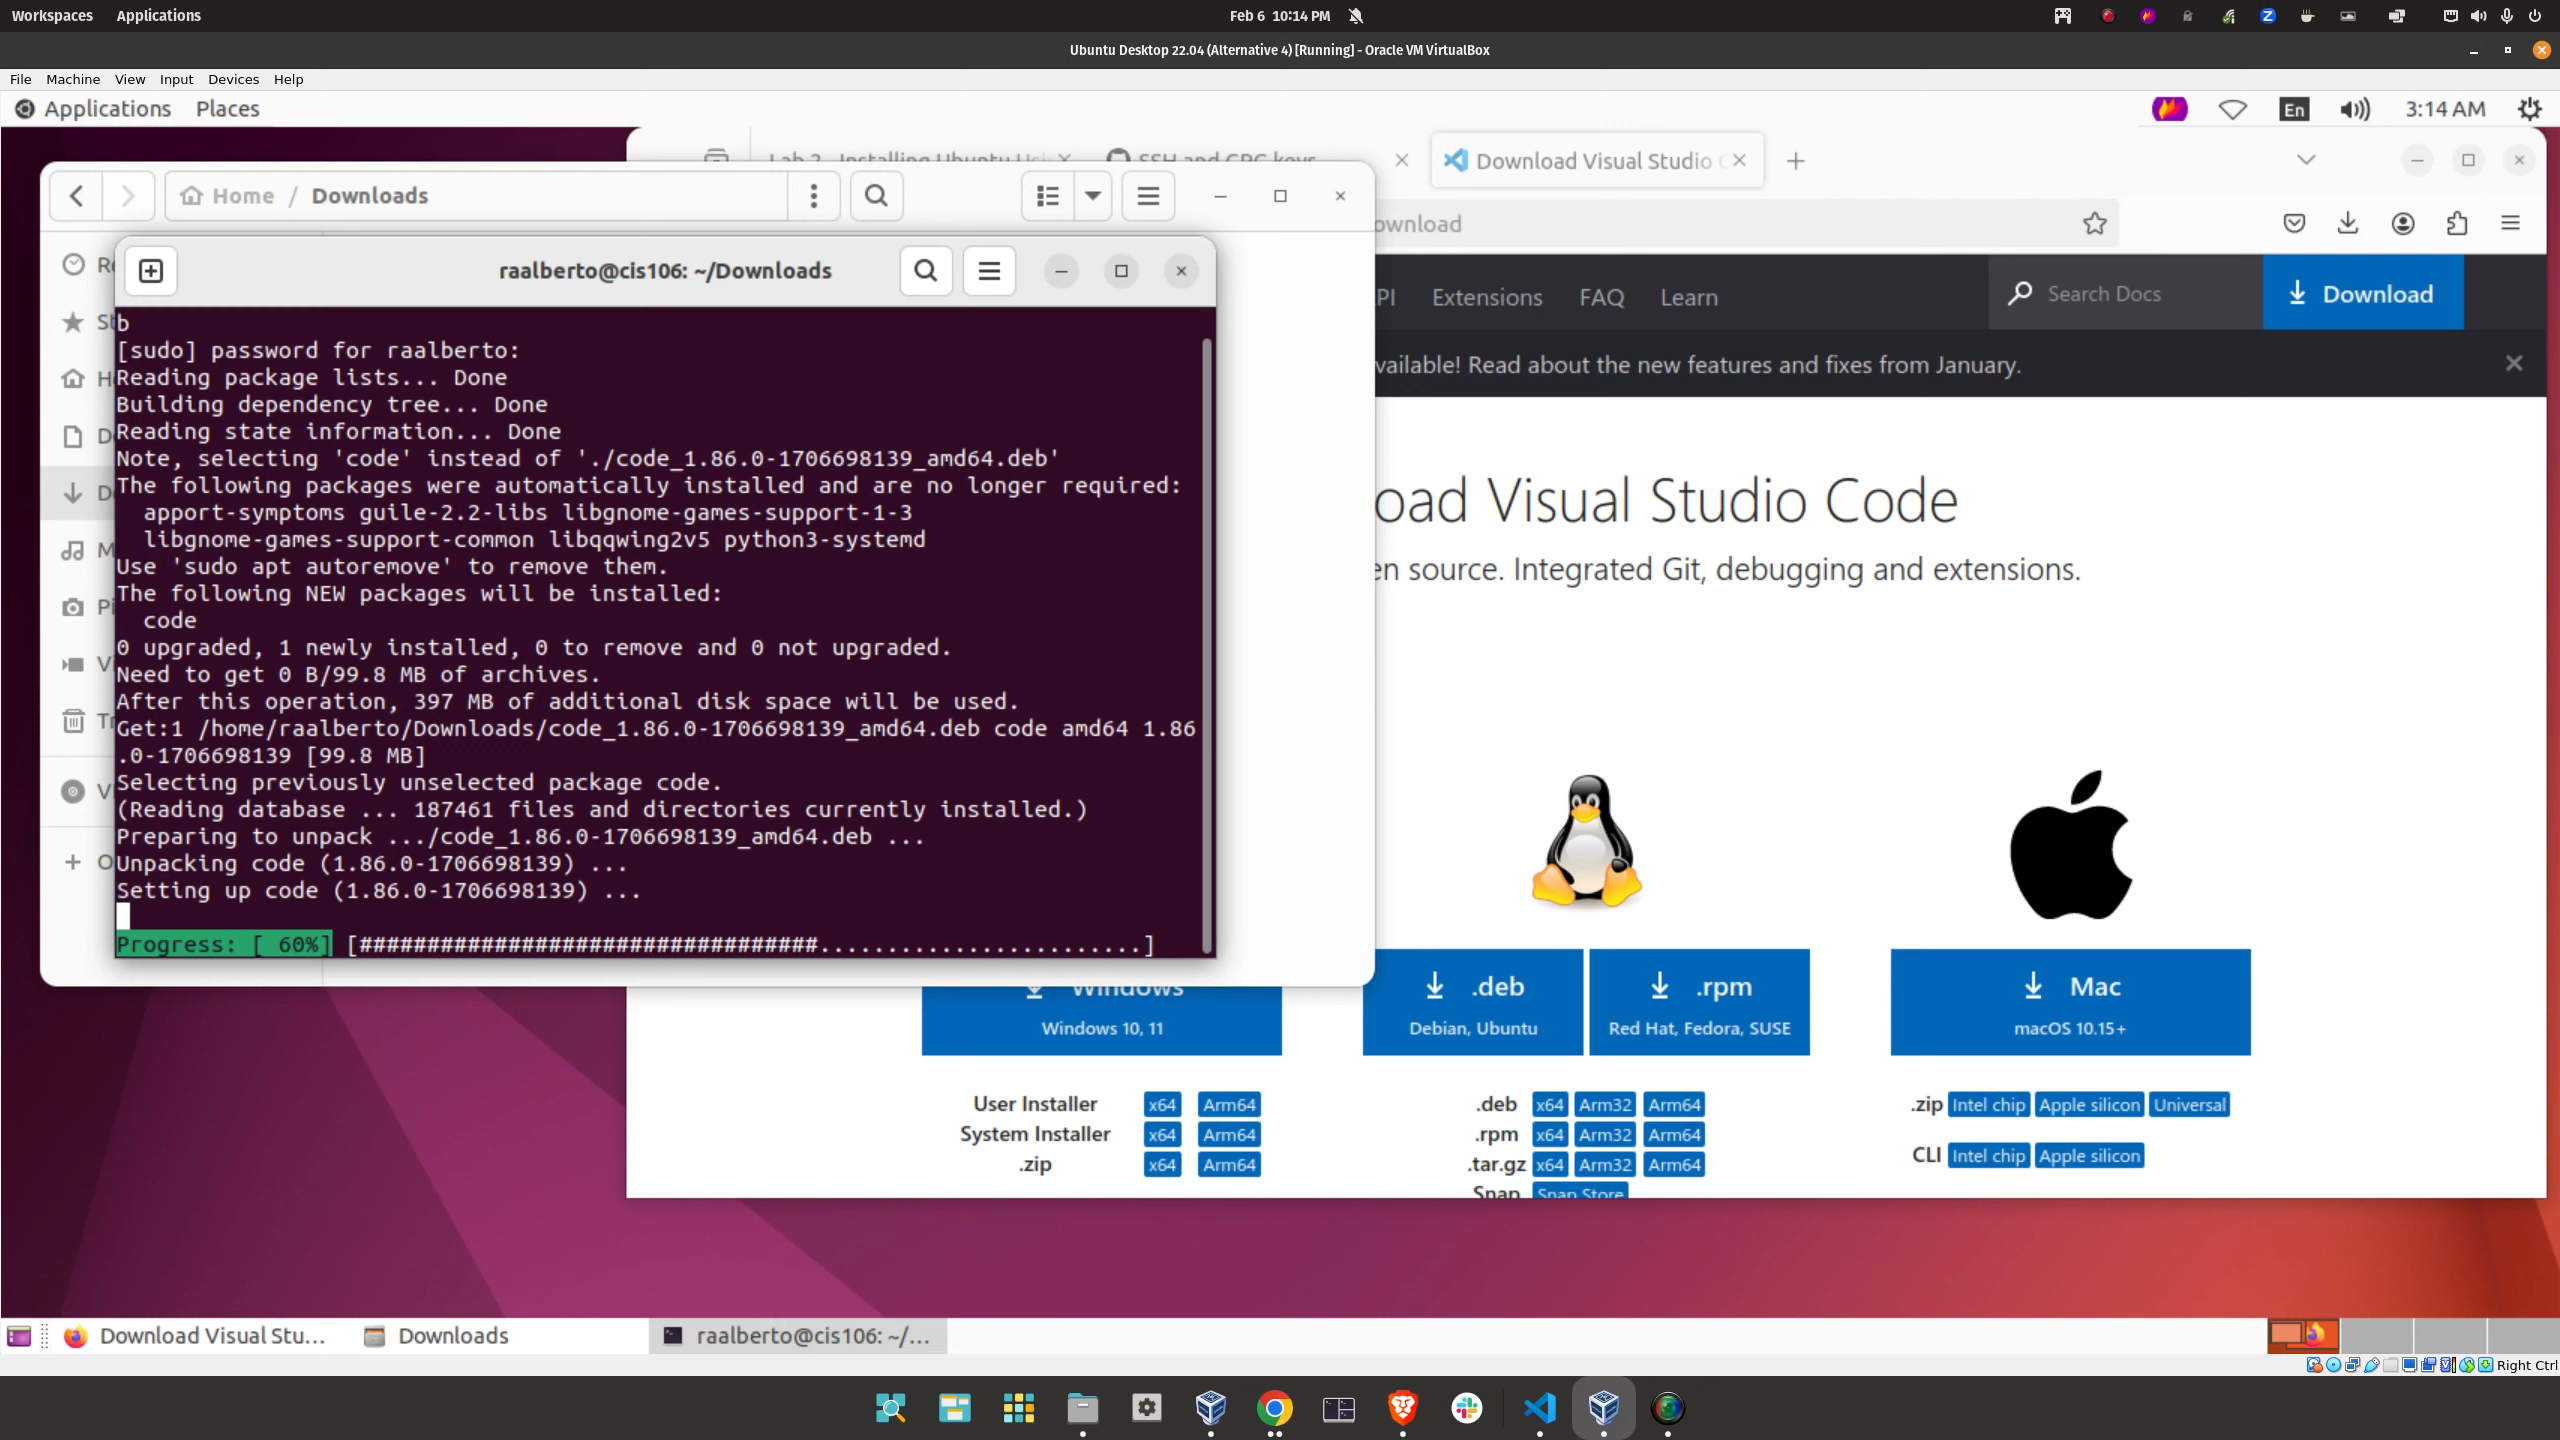 Workspaces Applications
Feb 6 10:14 PM
Ubuntu Desktop 22.04 (Alternative 4) [Running] - Oracle VM VirtualBox
File Machine View Input Devices Help
Applications Places
En
3:14 AM
Download Visual Studio C
Home / Downloads
ownload
raalberto@cis106: ~/Downloads
PI Extensions FAQ Learn
Search Docs
Download
vailable! Read about the new features and fixes from January.
b
[sudo] password for raalberto:
Reading package lists... Done
Building dependency tree... Done
Reading state information... Done
Note, selecting 'code' instead of './code_1.86.0-1706698139_amd64.deb'
The following packages were automatically installed and are no longer required:
apport-symptoms guile-2.2-libs libgnome-games-support-1-3
libgnome-games-support-common libqqwing2v5 python3-systemd
Use 'sudo apt autoremove' to remove them.
The following NEW packages will be installed:
code
0 upgraded, 1 newly installed, 0 to remove and 0 not upgraded.
Need to get 0 B/99.8 MB of archives.
After this operation, 397 MB of additional disk space will be used.
Get:1 /home/raalberto/Downloads/code_1.86.0-1706698139_amd64.deb code amd64 1.86
.0-1706698139 [99.8 MB]
Selecting previously unselected package code.
(Reading database ... 187461 files and directories currently installed.)
Preparing to unpack .../code_1.86.0-1706698139_amd64.deb ...
Unpacking code (1.86.0-1706698139) ...
Setting up code (1.86.0-1706698139) ...
Progress: [ 60%] [##################################........................]
oad Visual Studio Code
en source. Integrated Git, debugging and extensions.
Windows
Windows 10, 11
.deb
Debian, Ubuntu
.rpm
Red Hat, Fedora, SUSE
Mac
macOS 10.15+
User Installer x64 Arm64
System Installer x64 Arm64
.zip x64 Arm64
.deb x64 Arm32 Arm64
.rpm x64 Arm32 Arm64
.tar.gz x64 Arm32 Arm64
Snap Snap Store
.zip Intel chip Apple silicon Universal
CLI Intel chip Apple silicon
Download Visual Stu...
Downloads
raalberto@cis106: ~/...
Right Ctrl